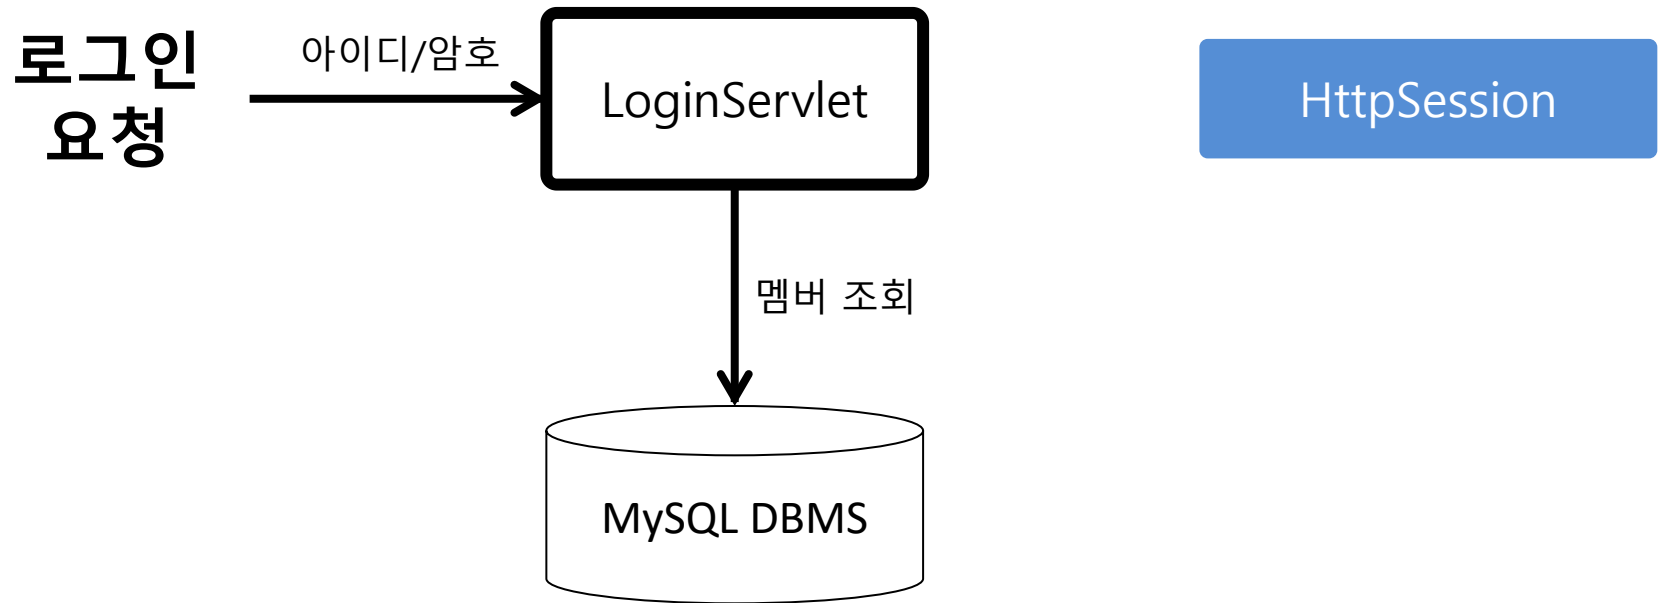 로그인
요청
아이디/암호
LoginServlet
HttpSession
멤버 조회
MySQL DBMS